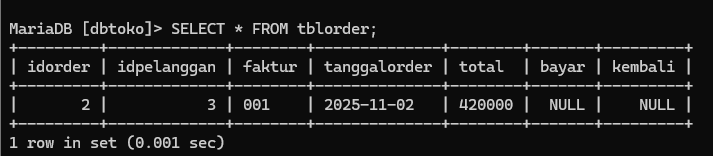 MariaDB [dbtoko]> SELECT * FROM tblorder;
+---------+-------------+--------+--------------+--------+-------+---------+
| idorder | idpelanggan | faktur | tanggalorder | total  | bayar | kembali |
+---------+-------------+--------+--------------+--------+-------+---------+
|       2 |           3 | 001    | 2025-11-02   | 420000 |  NULL |    NULL |
+---------+-------------+--------+--------------+--------+-------+---------+
1 row in set (0.001 sec)